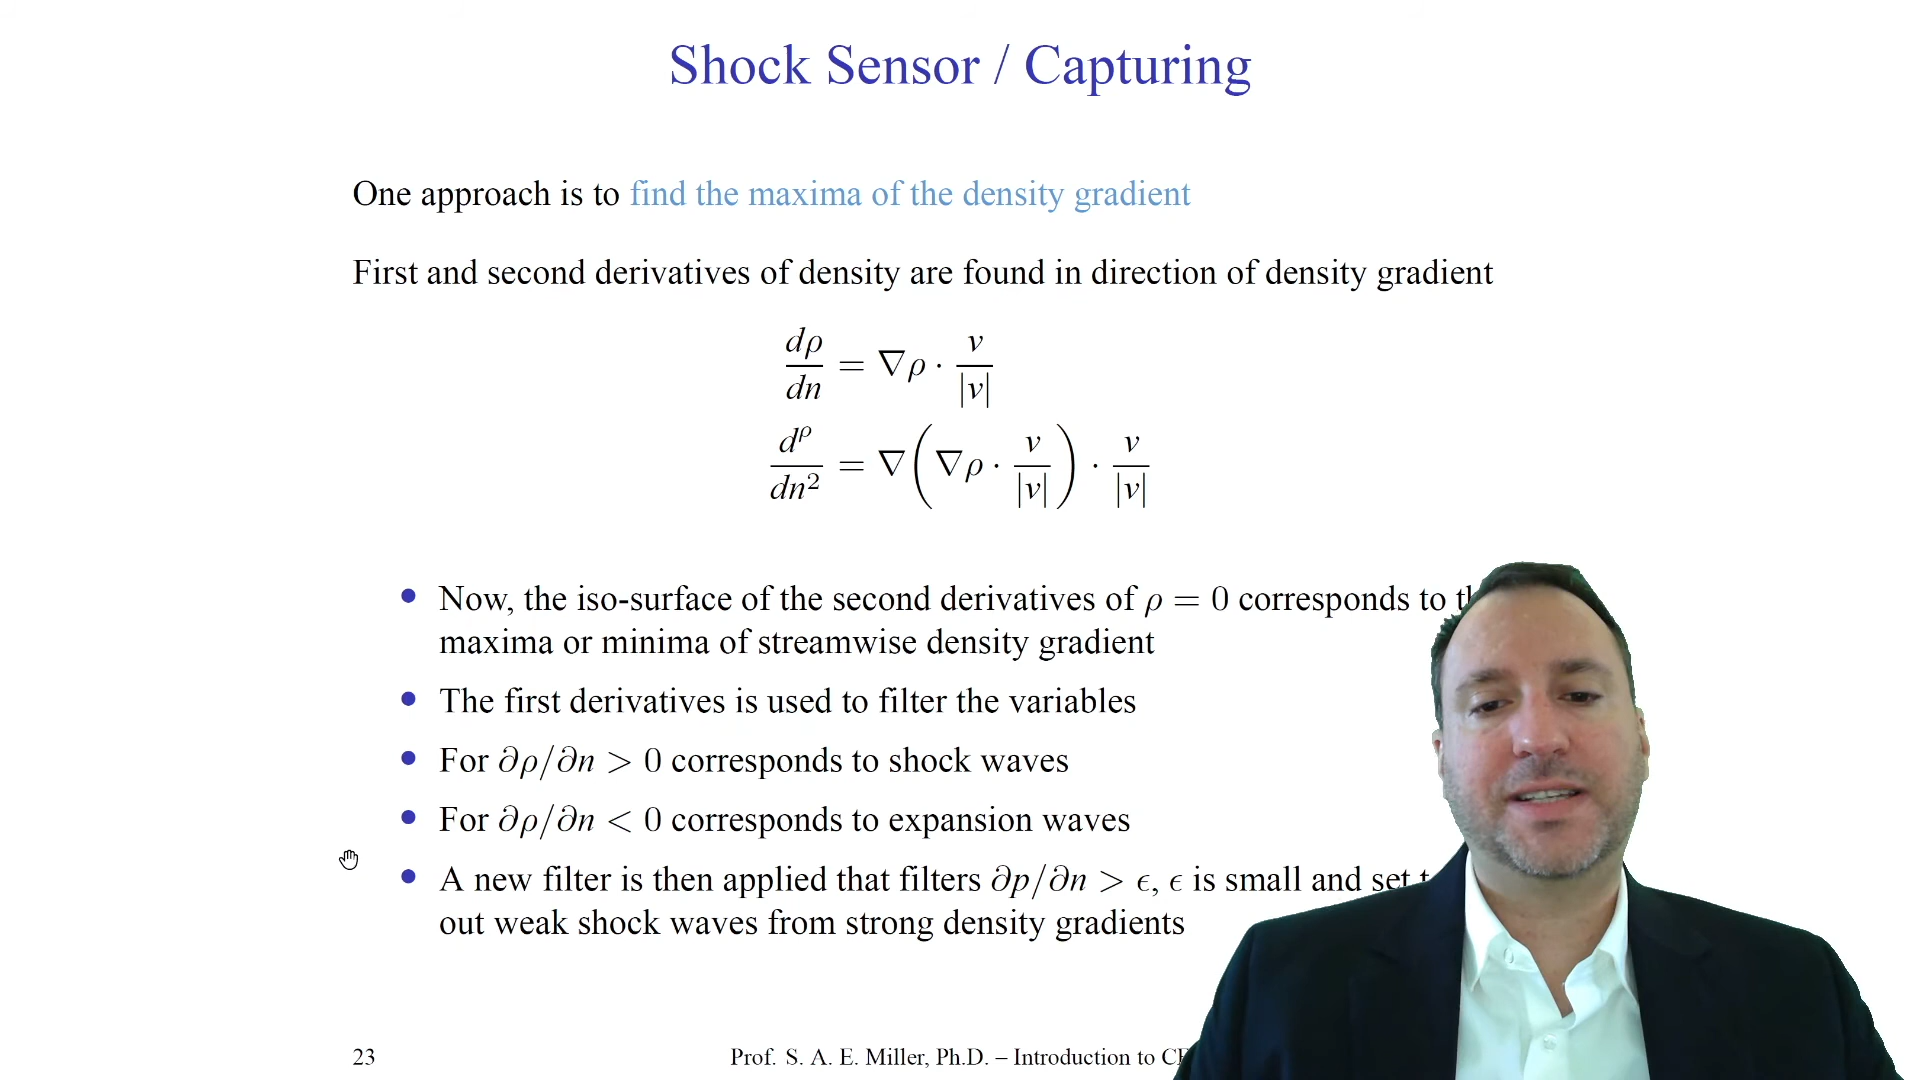 Shock Sensor / Capturing
One approach is to find the maxima of the density gradient
First and second derivatives of density are found in direction of density gradient
dρ/dn = ∇ρ · v/|v|
d^ρ/dn² = ∇(∇ρ · v/|v|) · v/|v|
• Now, the iso-surface of the second derivatives of ρ = 0 corresponds to
maxima or minima of streamwise density gradient
• The first derivatives is used to filter the variables
• For ∂ρ/∂n > 0 corresponds to shock waves
• For ∂ρ/∂n < 0 corresponds to expansion waves
• A new filter is then applied that filters ∂p/∂n > ϵ, ϵ is small and set
out weak shock waves from strong density gradients
23
Prof. S. A. E. Miller, Ph.D. – Introduction to